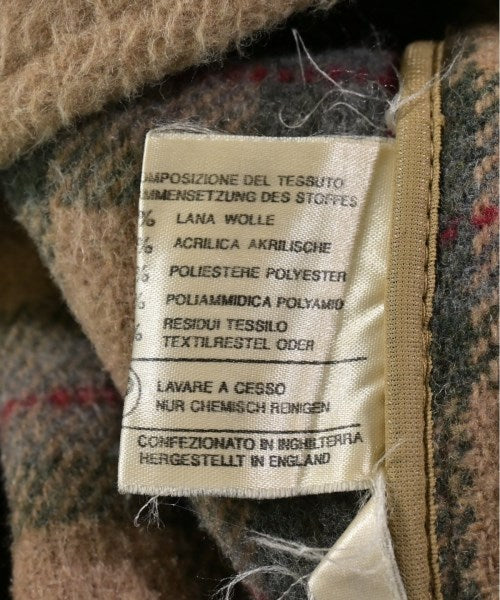 OMPOSIZIONE DEL TESSUTO
MMENSETZUNG DES STOFFES
% LANA WOLLE
% ACRILICA AKRILISCHE
% POLIESTERE POLYESTER
% POLIAMMIDICA POLYAMID
% RESIDUI TESSILO
TEXTILRESTEL ODER
LAVARE A CESSO
NUR CHEMISCH REINIGEN
CONFEZIONATO IN INGHILTERRA
HERGESTELLT IN ENGLAND